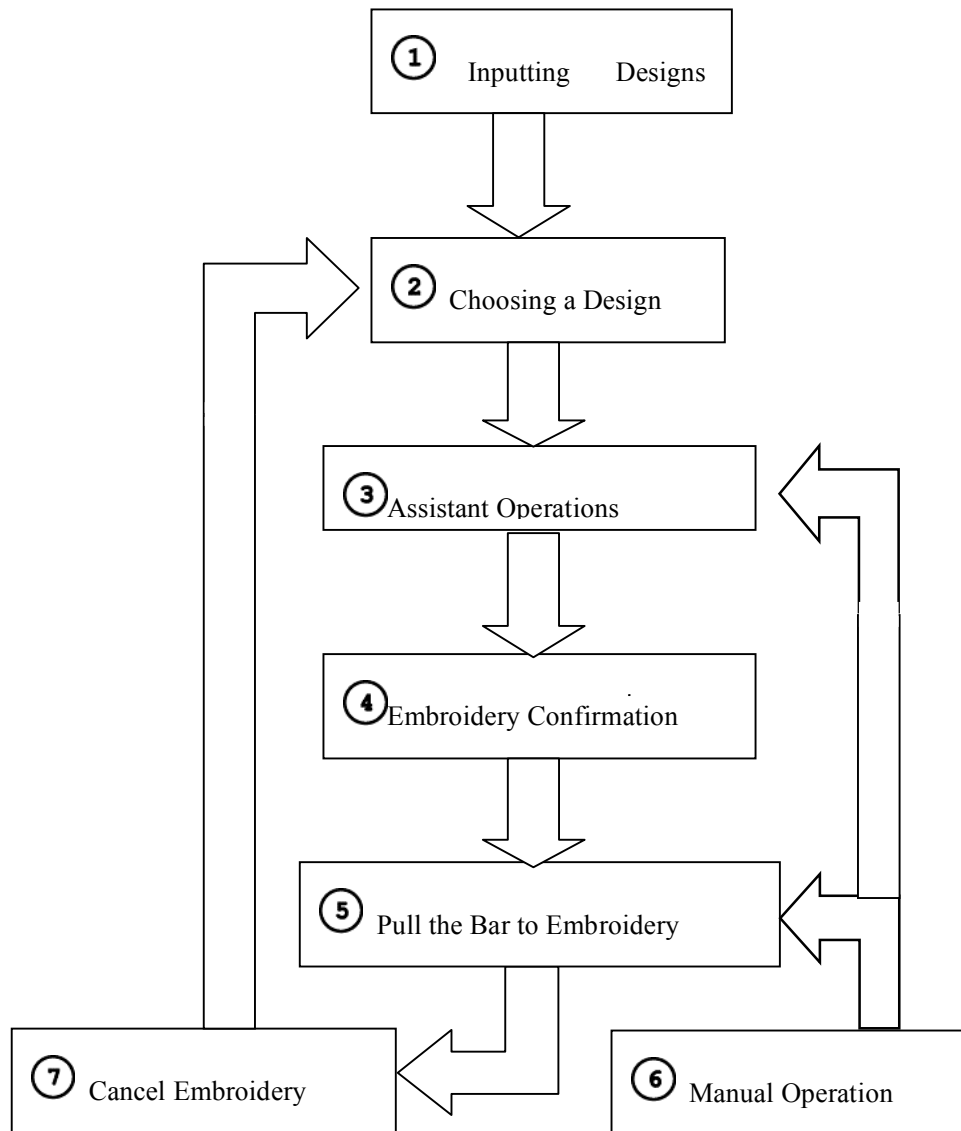 1 Inputting Designs
2 Choosing a Design
3 Assistant Operations
4 Embroidery Confirmation
5 Pull the Bar to Embroidery
7 Cancel Embroidery
6 Manual Operation